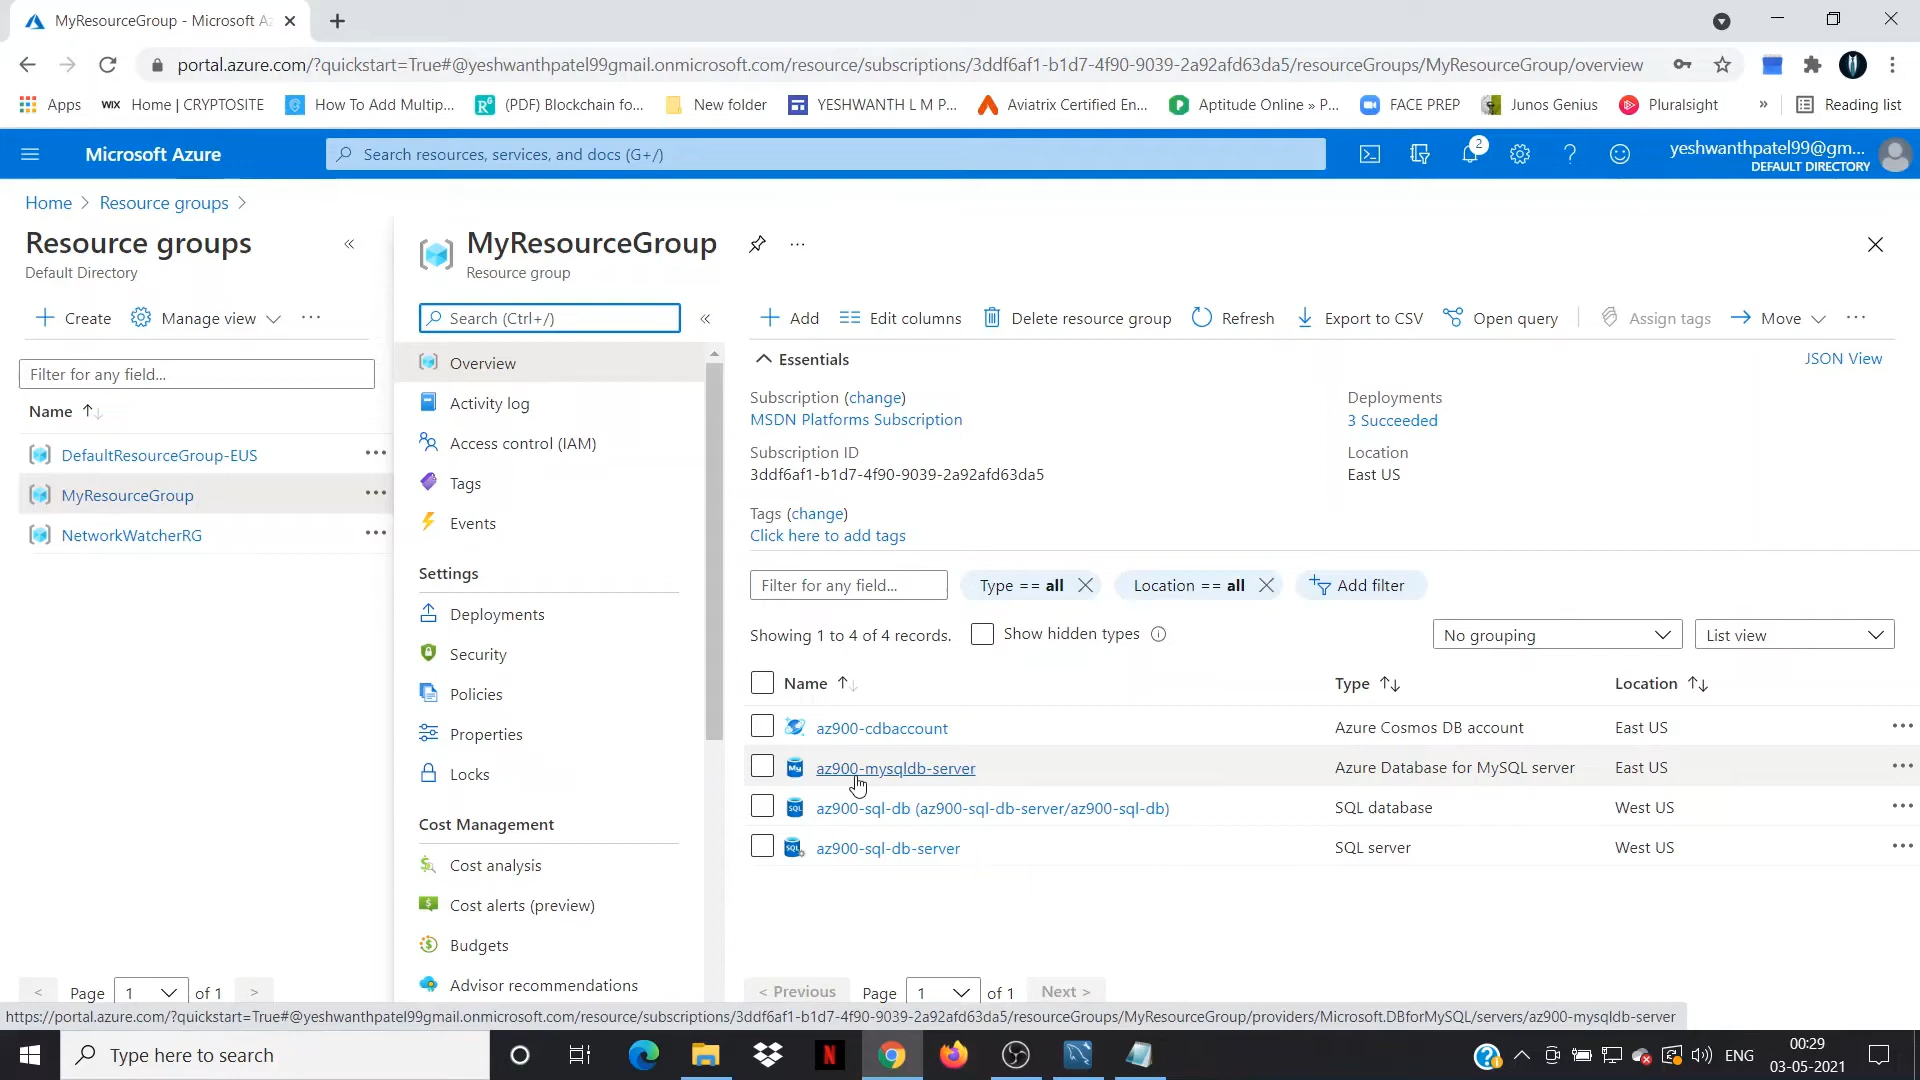 MyResourceGroup - Microsoft Az
portal.azure.com/?quickstart=True#@yeshwanthpatel99gmail.onmicrosoft.com/resource/subscriptions/3ddf6af1-b1d7-4f90-9039-2a92afd63da5/resourceGroups/MyResourceGroup/overview
Apps
WIX Home | CRYPTOSITE
How To Add Multip...
R⁶ (PDF) Blockchain fo...
New folder
YESHWANTH L M P...
Aviatrix Certified En...
Aptitude Online » P...
FACE PREP
Junos Genius
Pluralsight
»
Reading list
Microsoft Azure
Search resources, services, and docs (G+/)
2
yeshwanthpatel99@gm...
DEFAULT DIRECTORY
Home > Resource groups >
Resource groups
Default Directory
«
Create
Manage view
...
Filter for any field...
Name
DefaultResourceGroup-EUS
MyResourceGroup
NetworkWatcherRG
< Page 1 of 1 >
MyResourceGroup
Resource group
...
Search (Ctrl+/)
«
Overview
Activity log
Access control (IAM)
Tags
Events
Settings
Deployments
Security
Policies
Properties
Locks
Cost Management
Cost analysis
Cost alerts (preview)
Budgets
Advisor recommendations
Add
Edit columns
Delete resource group
Refresh
Export to CSV
Open query
Assign tags
Move
...
Essentials
JSON View
Subscription (change)
MSDN Platforms Subscription
Subscription ID
3ddf6af1-b1d7-4f90-9039-2a92afd63da5
Tags (change)
Click here to add tags
Deployments
3 Succeeded
Location
East US
Filter for any field...
Type == all
Location == all
Add filter
Showing 1 to 4 of 4 records.
Show hidden types
No grouping
List view
Name Type Location
az900-cdbaccount Azure Cosmos DB account East US ...
My az900-mysqldb-server Azure Database for MySQL server East US ...
SQL az900-sql-db (az900-sql-db-server/az900-sql-db) SQL database West US ...
SQL az900-sql-db-server SQL server West US ...
< Previous Page 1 of 1 Next >
https://portal.azure.com/?quickstart=True#@yeshwanthpatel99gmail.onmicrosoft.com/resource/subscriptions/3ddf6af1-b1d7-4f90-9039-2a92afd63da5/resourceGroups/MyResourceGroup/providers/Microsoft.DBforMySQL/servers/az900-mysqldb-server
Type here to search
N
ENG
00:29
03-05-2021